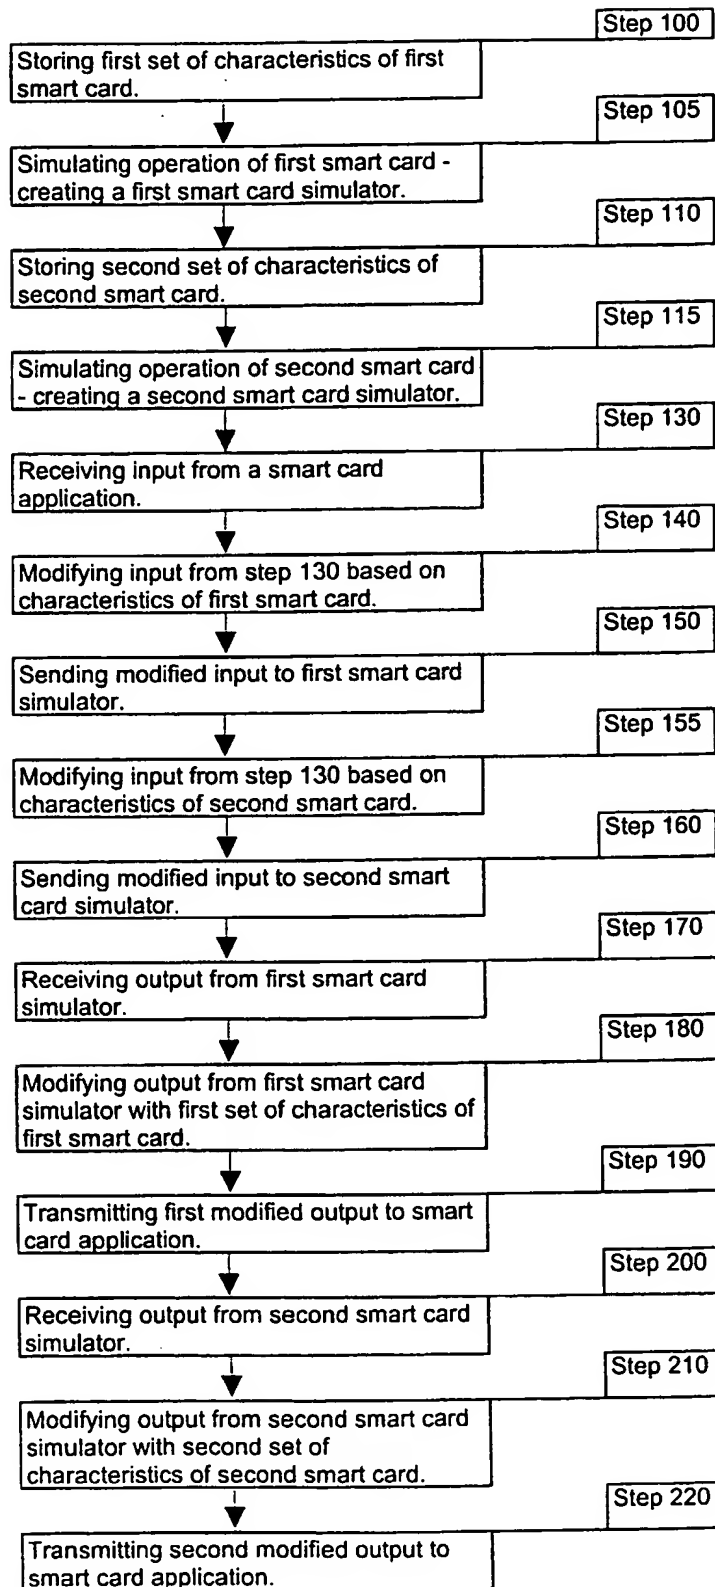 Step 100
Storing first set of characteristics of first
smart card.
Step 105
Simulating operation of first smart card -
creating a first smart card simulator.
Step 110
Storing second set of characteristics of
second smart card.
Step 115
Simulating operation of second smart card
- creating a second smart card simulator.
Step 130
Receiving input from a smart card
application.
Step 140
Modifying input from step 130 based on
characteristics of first smart card.
Step 150
Sending modified input to first smart card
simulator.
Step 155
Modifying input from step 130 based on
characteristics of second smart card.
Step 160
Sending modified input to second smart
card simulator.
Step 170
Receiving output from first smart card
simulator.
Step 180
Modifying output from first smart card
simulator with first set of characteristics of
first smart card.
Step 190
Transmitting first modified output to smart
card application.
Step 200
Receiving output from second smart card
simulator.
Step 210
Modifying output from second smart card
simulator with second set of
characteristics of second smart card.
Step 220
Transmitting second modified output to
smart card application.